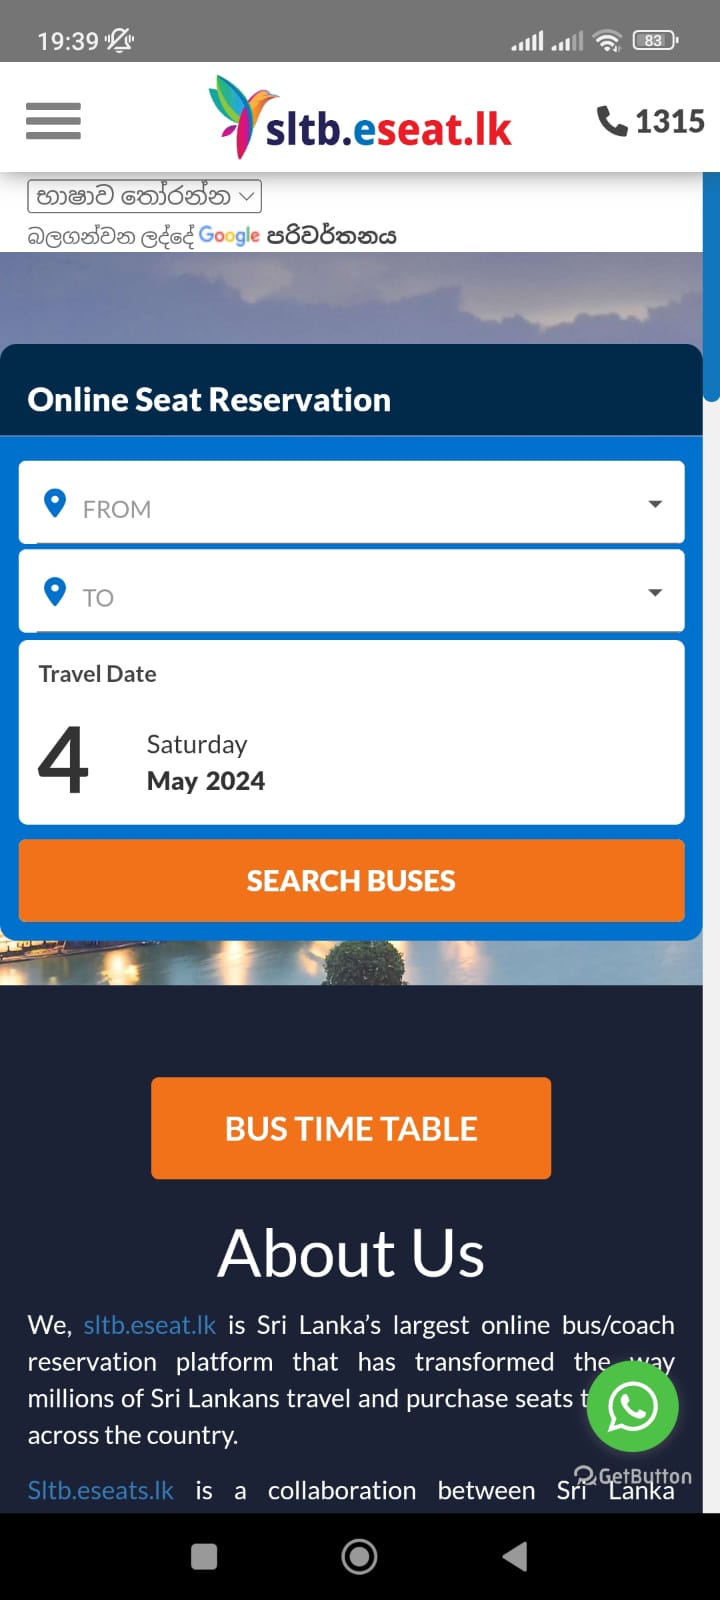 19:39
83
sltb.eseat.lk
1315
භාෂාව තෝරන්න
බලගන්වන ලද්දේ Google පරිවර්තනය
Online Seat Reservation
FROM
TO
Travel Date
4
Saturday
May 2024
SEARCH BUSES
BUS TIME TABLE
About Us
We, sltb.eseat.lk is Sri Lanka’s largest online bus/coach
reservation platform that has transformed the way
millions of Sri Lankans travel and purchase seats
across the country.
GetButton
Sltb.eseats.lk is a collaboration between Sri Lanka